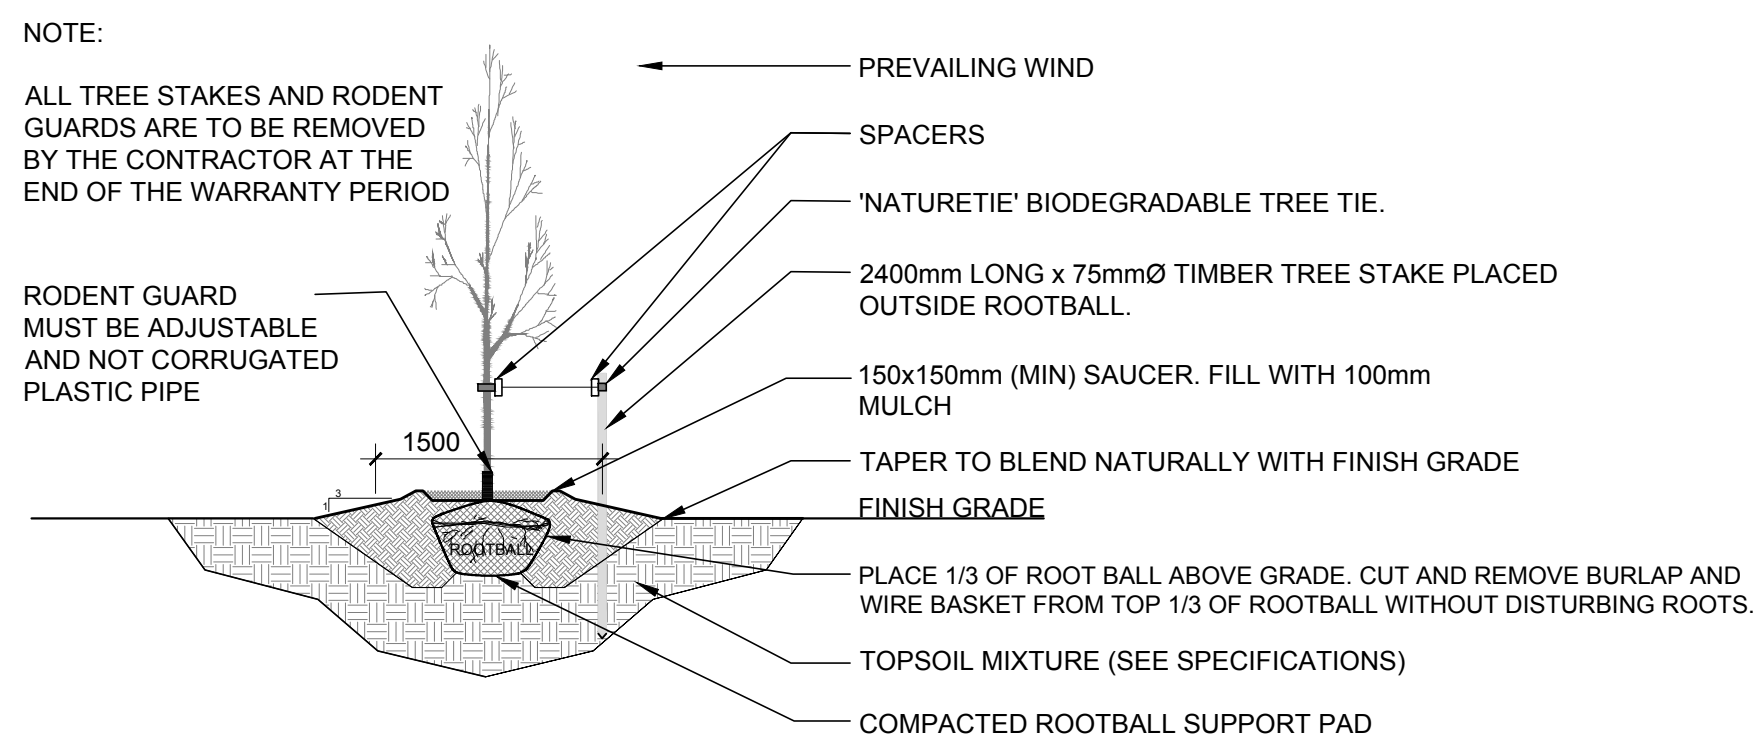 NOTE:
ALL TREE STAKES AND RODENT
GUARDS ARE TO BE REMOVED
BY THE CONTRACTOR AT THE
END OF THE WARRANTY PERIOD
RODENT GUARD
MUST BE ADJUSTABLE
AND NOT CORRUGATED
PLASTIC PIPE
PREVAILING WIND
SPACERS
'NATURETIE' BIODEGRADABLE TREE TIE.
2400mm LONG x 75mmØ TIMBER TREE STAKE PLACED
OUTSIDE ROOTBALL.
150x150mm (MIN) SAUCER. FILL WITH 100mm
MULCH
1500
TAPER TO BLEND NATURALLY WITH FINISH GRADE
3
1
FINISH GRADE
ROOTBALL
PLACE 1/3 OF ROOT BALL ABOVE GRADE. CUT AND REMOVE BURLAP AND
WIRE BASKET FROM TOP 1/3 OF ROOTBALL WITHOUT DISTURBING ROOTS.
TOPSOIL MIXTURE (SEE SPECIFICATIONS)
COMPACTED ROOTBALL SUPPORT PAD